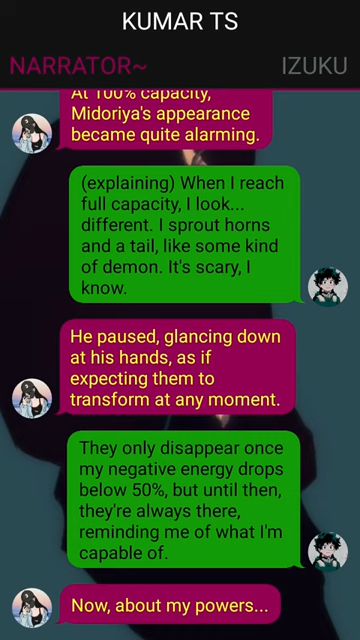 KUMAR TS
NARRATOR~ IZUKU
At 100% capacity,
Midoriya's appearance
became quite alarming.
(explaining) When I reach
full capacity, I look...
different. I sprout horns
and a tail, like some kind
of demon. It's scary, I
know.
He paused, glancing down
at his hands, as if
expecting them to
transform at any moment.
They only disappear once
my negative energy drops
below 50%, but until then,
they're always there,
reminding me of what I'm
capable of.
Now, about my powers...